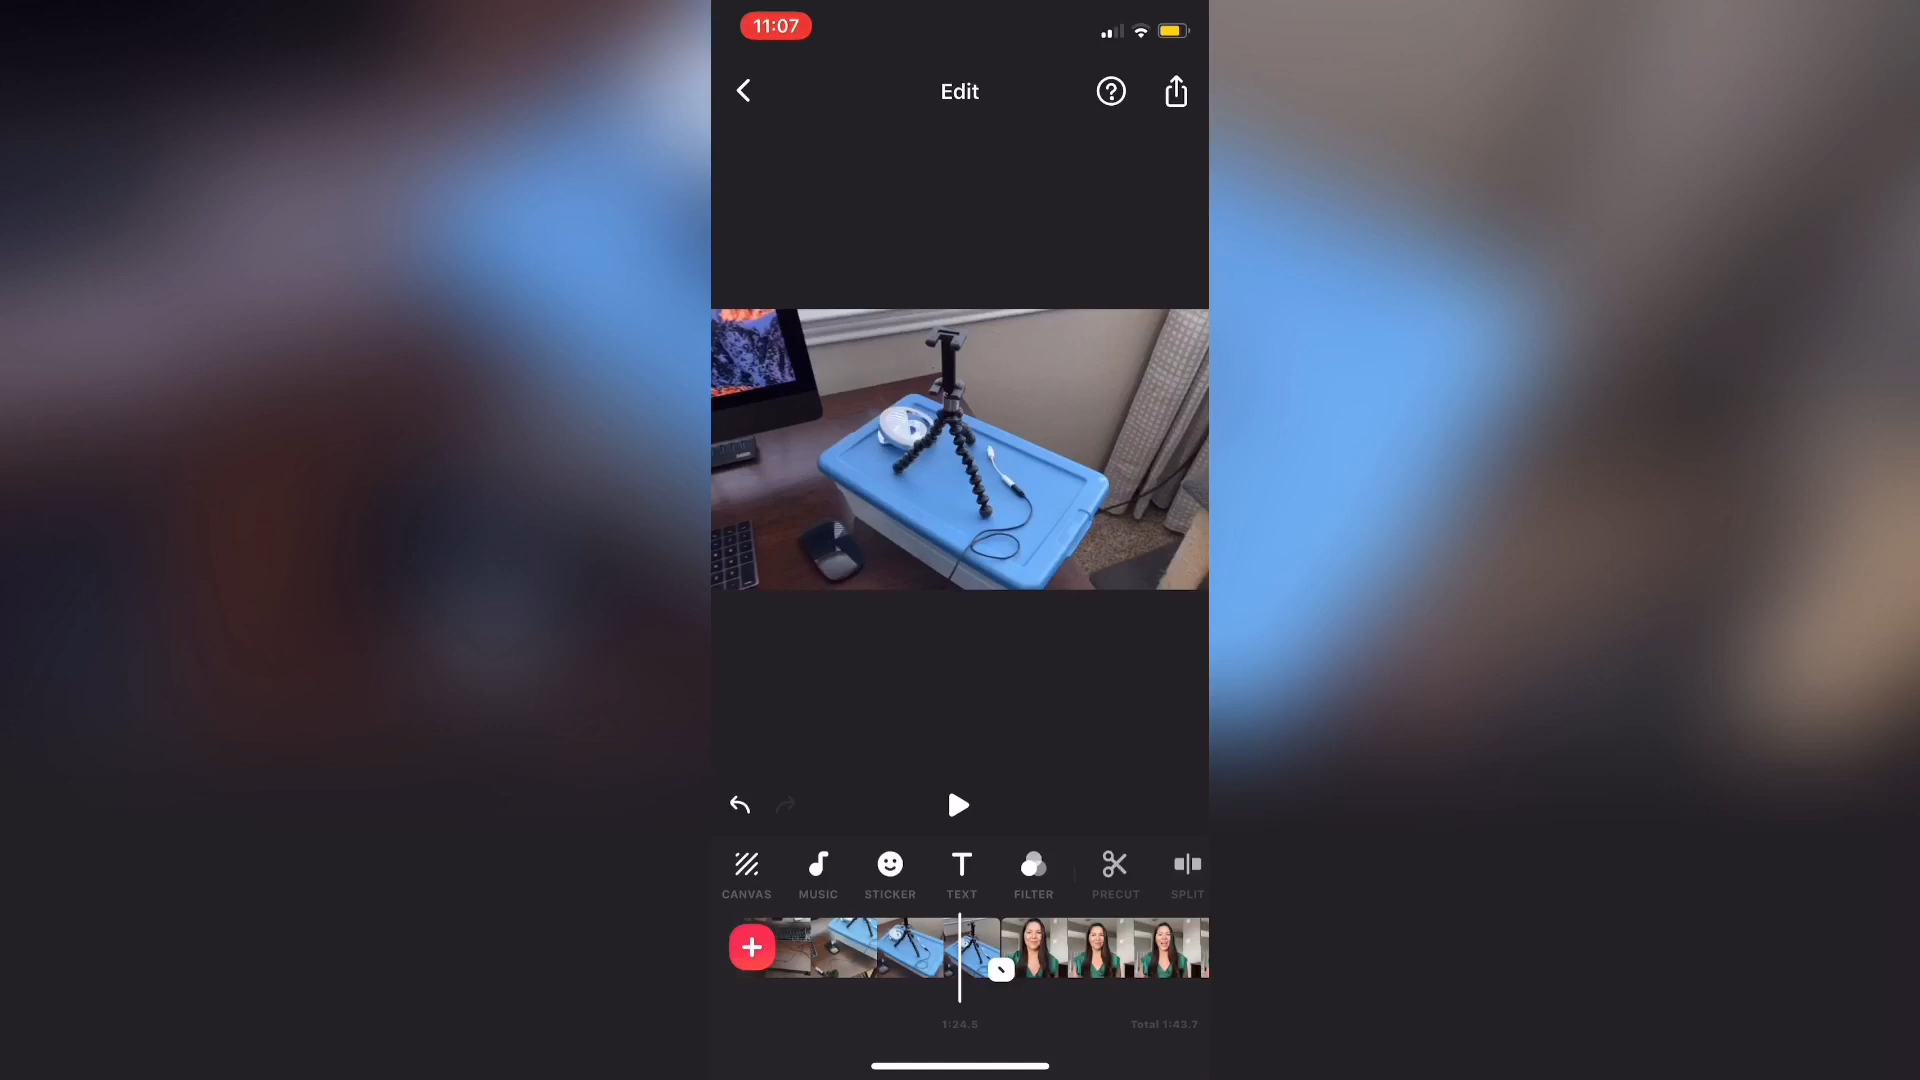 11:07
Edit
CANVAS MUSIC STICKER TEXT FILTER PRECUT SPLIT
1:24.5 Total 1:43.7